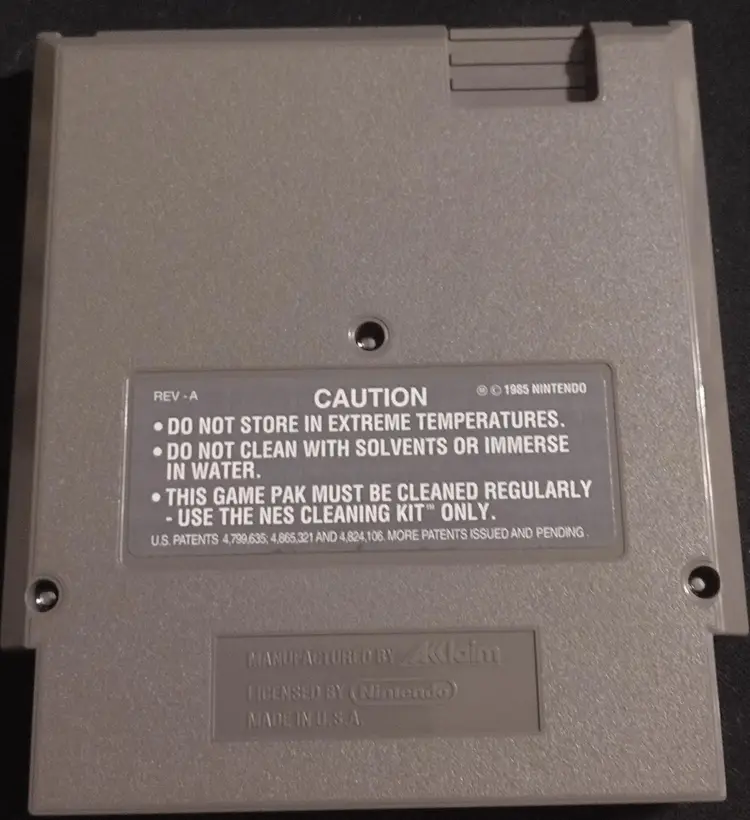 REV - A
CAUTION
Ⓜ © 1985 NINTENDO
• DO NOT STORE IN EXTREME TEMPERATURES.
• DO NOT CLEAN WITH SOLVENTS OR IMMERSE
IN WATER.
• THIS GAME PAK MUST BE CLEANED REGULARLY
- USE THE NES CLEANING KIT™ ONLY.
U.S. PATENTS 4,799,635; 4,865,321 AND 4,824,106. MORE PATENTS ISSUED AND PENDING.
MANUFACTURED BY AKKlaim
LICENSED BY Nintendo
MADE IN U.S.A.